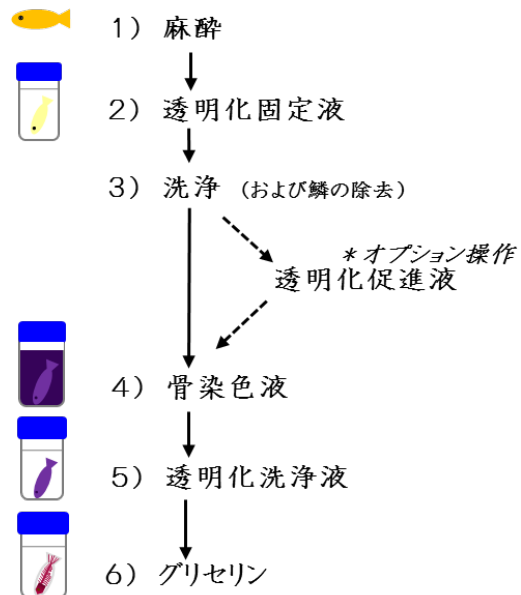 1) 麻酔
2) 透明化固定液
3) 洗浄 (および鱗の除去)
*オプション操作
透明化促進液
4) 骨染色液
5) 透明化洗浄液
6) グリセリン